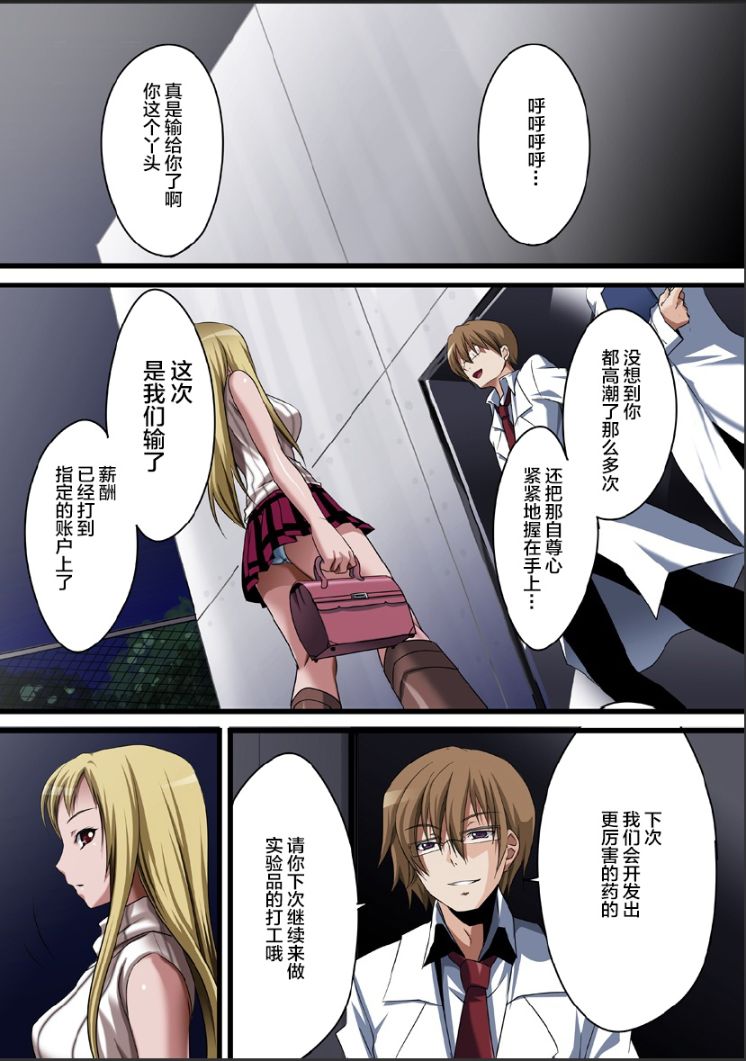 呼呼呼呼…
真是输给你了啊
你这个丫头
没想到你
都高潮了那么多次
还把那自尊心
紧紧地握在手上…
这次
是我们输了
薪酬
已经打到
指定的账户上了
下次
我们会开发出
更厉害的药的
请你下次继续来做
实验品的打工哦